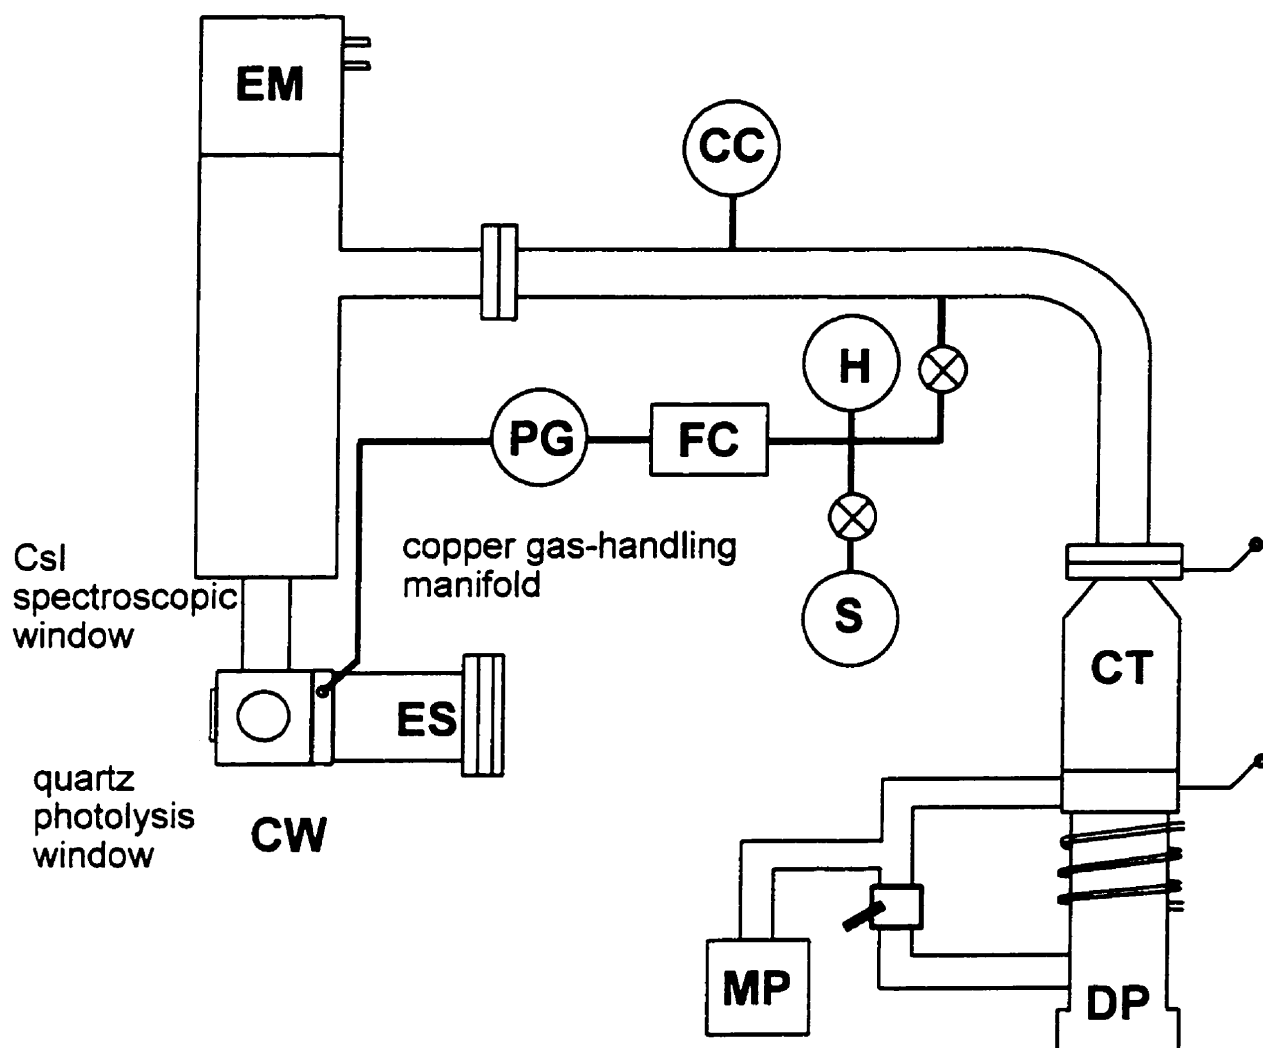 EM
CC
H
PG
FC
CsI
spectroscopic
window
copper gas-handling
manifold
S
CT
ES
quartz
photolysis
window
CW
MP
DP